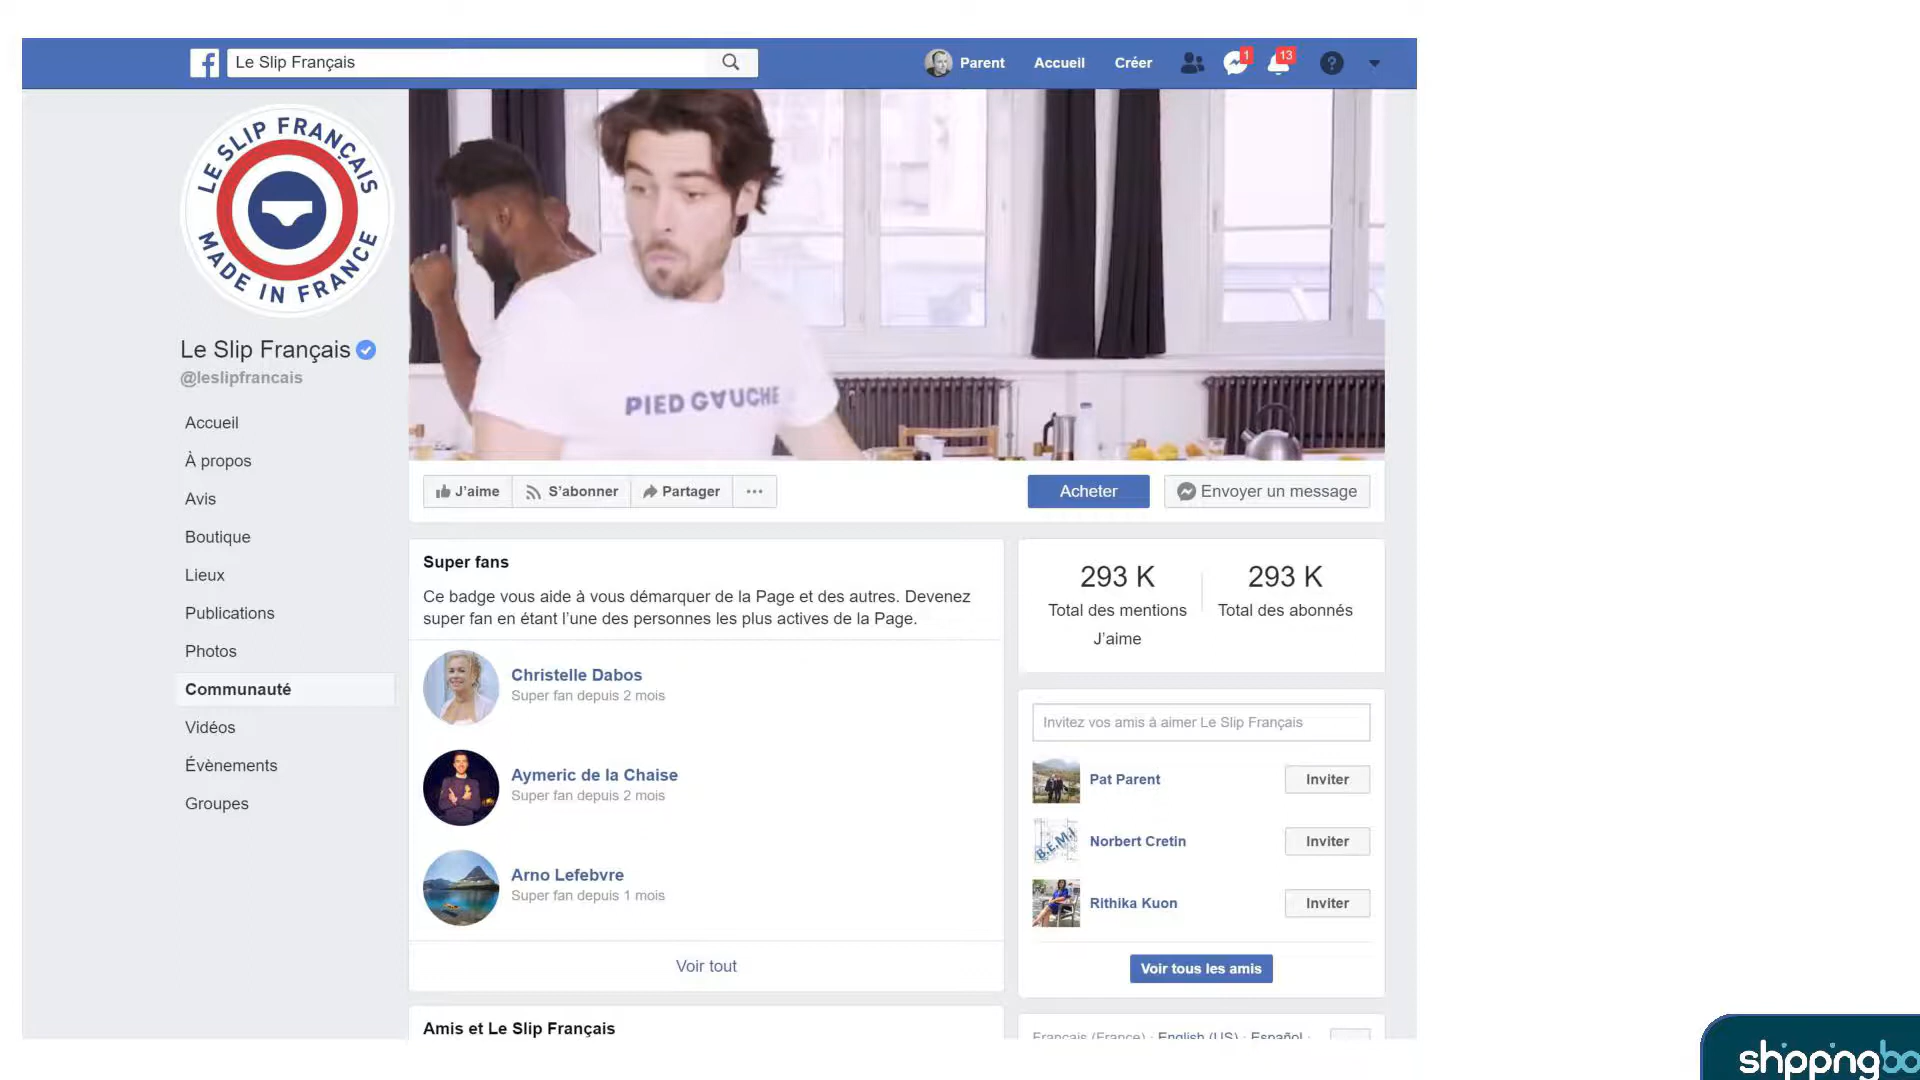 Le Slip Français
Parent
Accueil
Créer
1
13
?
LE SLIP FRANÇAIS
MADE IN FRANCE
Le Slip Français
@leslipfrancais
Accueil
À propos
Avis
Boutique
Lieux
Publications
Photos
Communauté
Vidéos
Évènements
Groupes
PIED GAUCHE
J’aime
S’abonner
Partager
...
Acheter
Envoyer un message
Super fans
Ce badge vous aide à vous démarquer de la Page et des autres. Devenez
super fan en étant l’une des personnes les plus actives de la Page.
Christelle Dabos
Super fan depuis 2 mois
Aymeric de la Chaise
Super fan depuis 2 mois
Arno Lefebvre
Super fan depuis 1 mois
Voir tout
Amis et Le Slip Français
293 K
Total des mentions
J’aime
293 K
Total des abonnés
Invitez vos amis à aimer Le Slip Français
Pat Parent
Inviter
B.E.M.I
Norbert Cretin
Inviter
Rithika Kuon
Inviter
Voir tous les amis
Français (France) · English (US) · Español ·
shippingbo